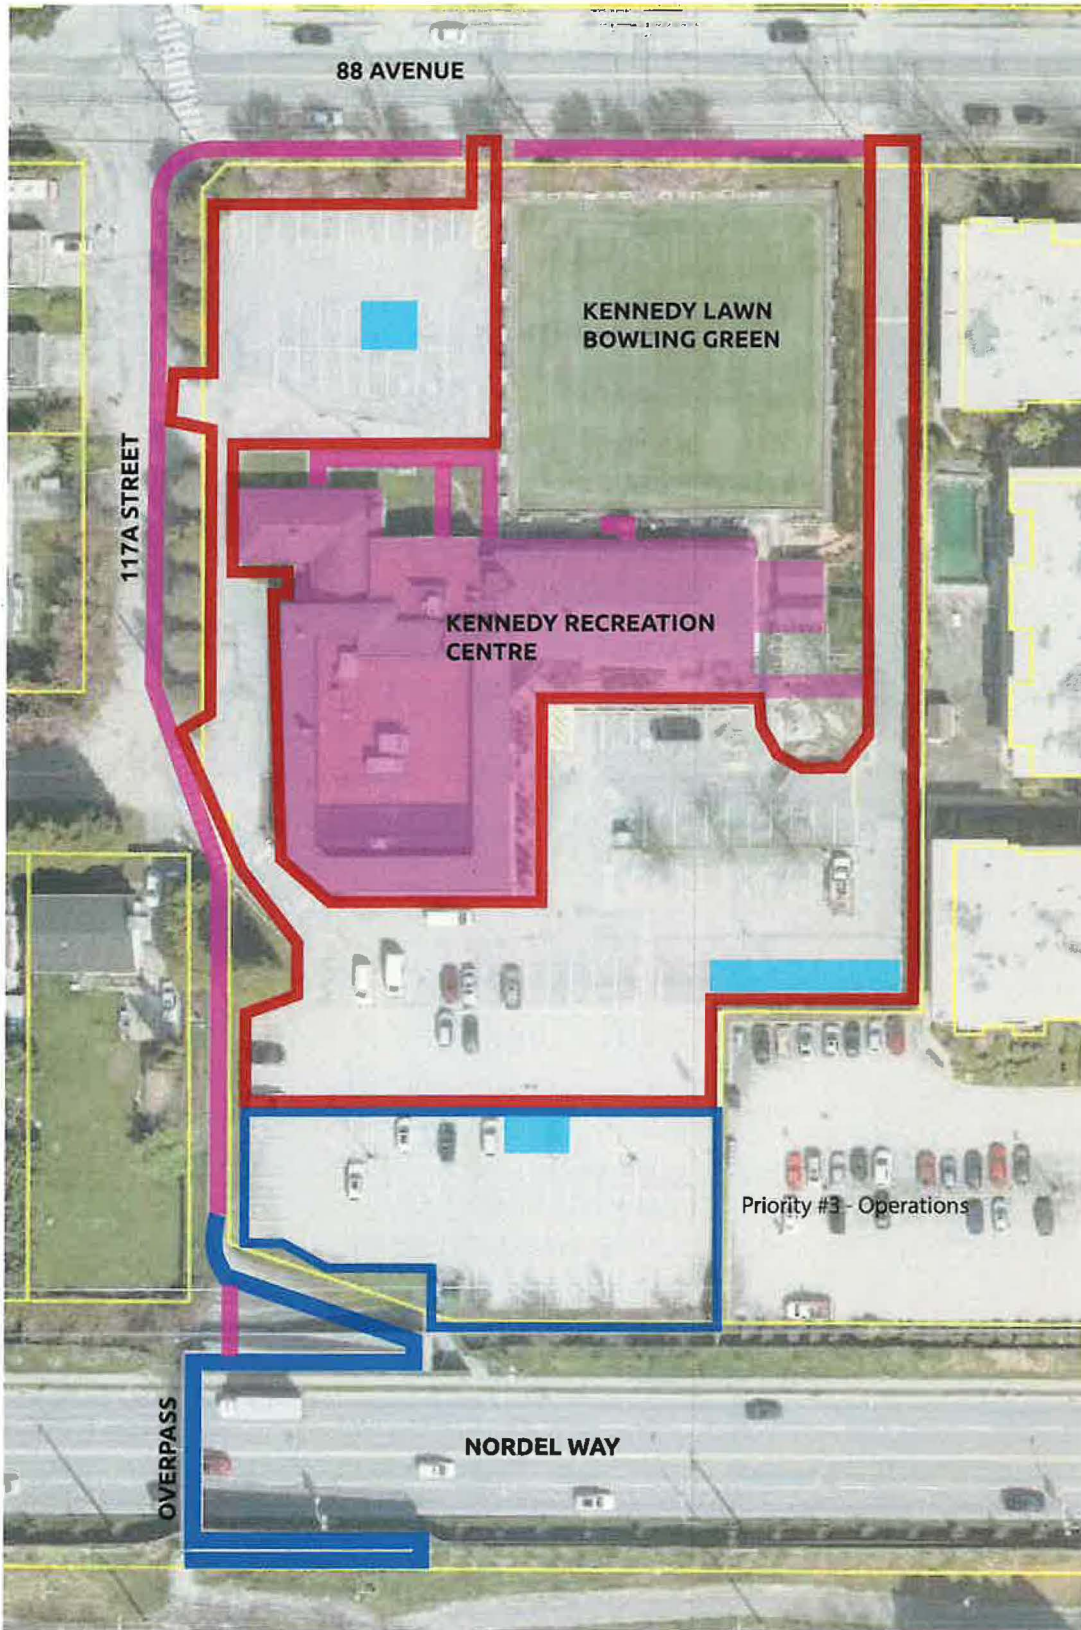 88 AVENUE
KENNEDY LAWN
BOWLING GREEN
117A STREET
KENNEDY RECREATION
CENTRE
Priority #3 - Operations
OVERPASS
NORDEL WAY